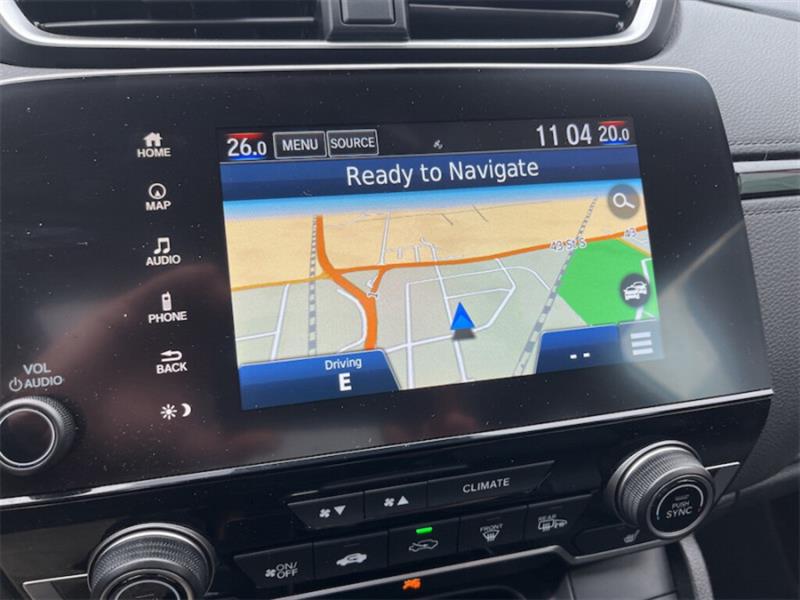 26.0 MENU SOURCE 11 04 20.0
Ready to Navigate
HOME
MAP
AUDIO
PHONE
BACK
43 St S
43
Driving
E
--
VOL
AUDIO
CLIMATE
ON/
OFF
FRONT
REAR
PUSH
SYNC